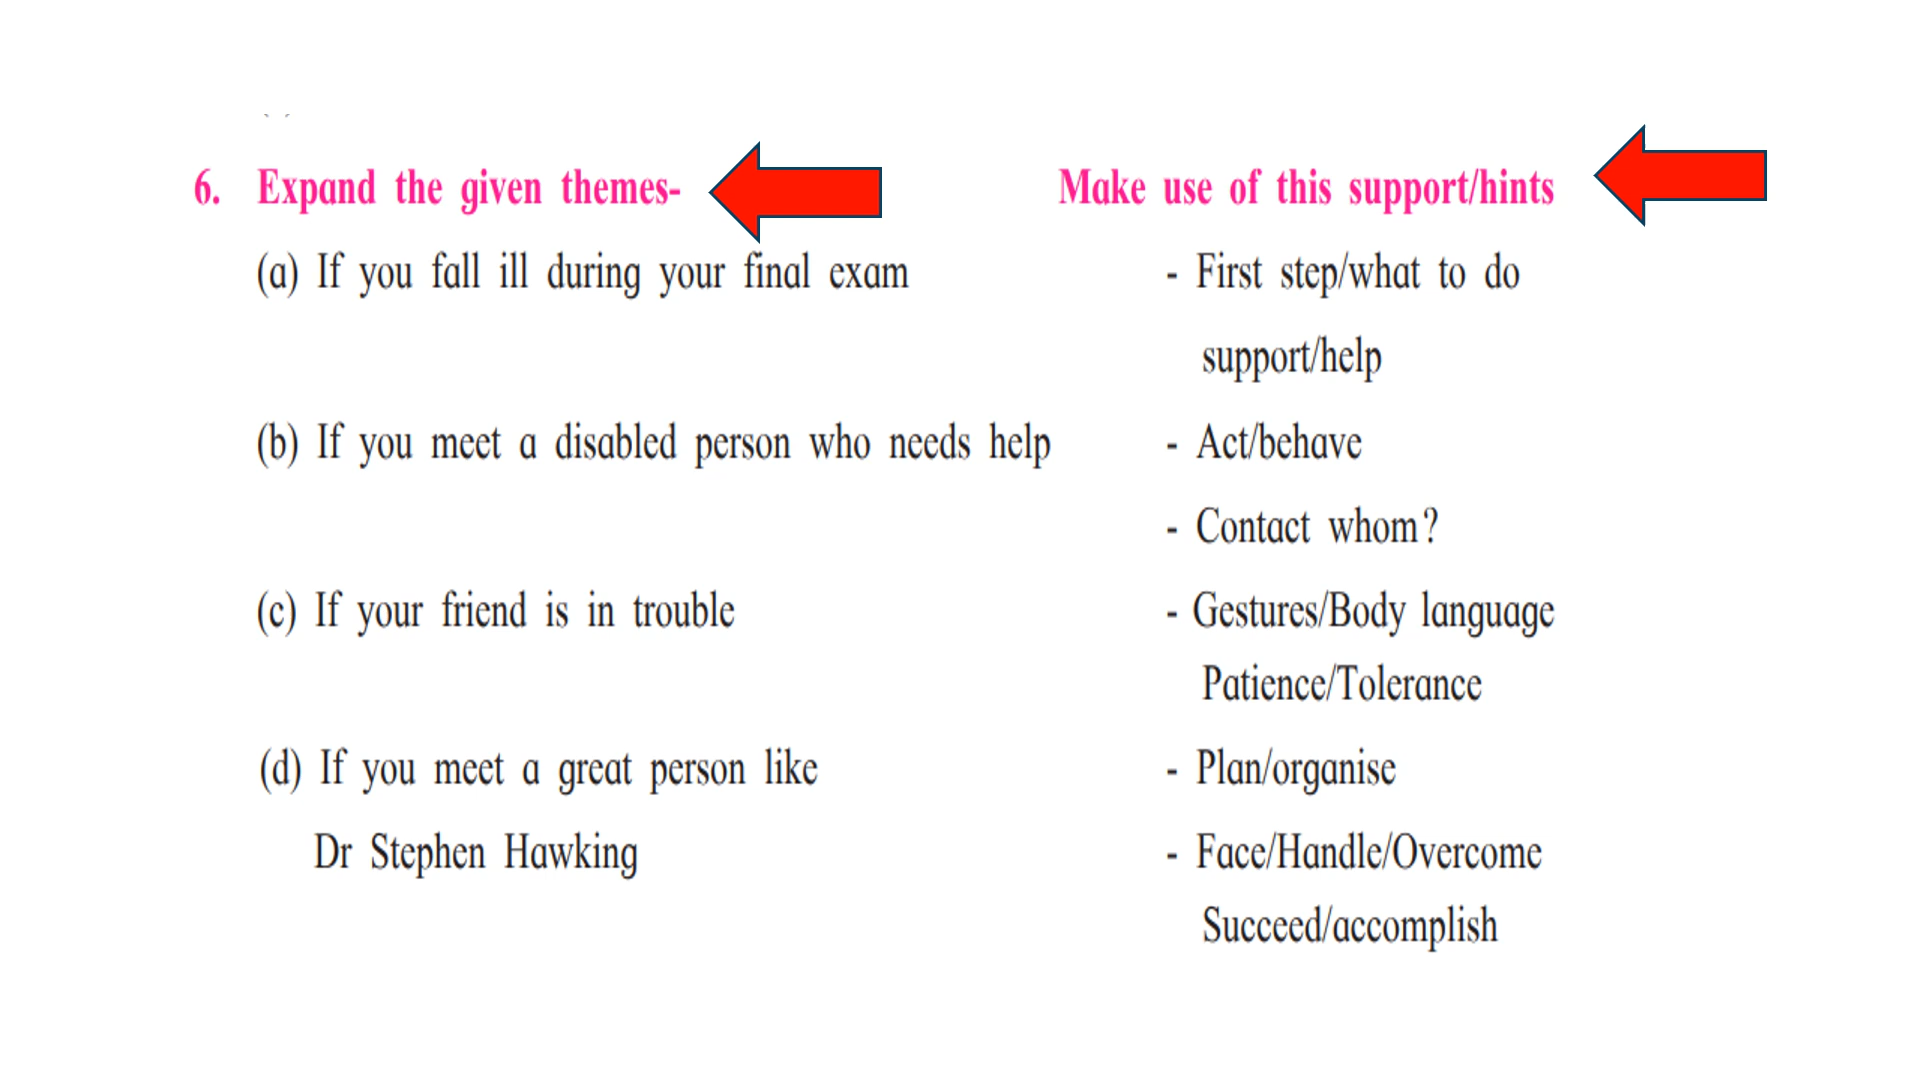 6. Expand the given themes- Make use of this support/hints
(a) If you fall ill during your final exam - First step/what to do
support/help
(b) If you meet a disabled person who needs help - Act/behave
- Contact whom?
(c) If your friend is in trouble - Gestures/Body language
Patience/Tolerance
(d) If you meet a great person like - Plan/organise
Dr Stephen Hawking - Face/Handle/Overcome
Succeed/accomplish